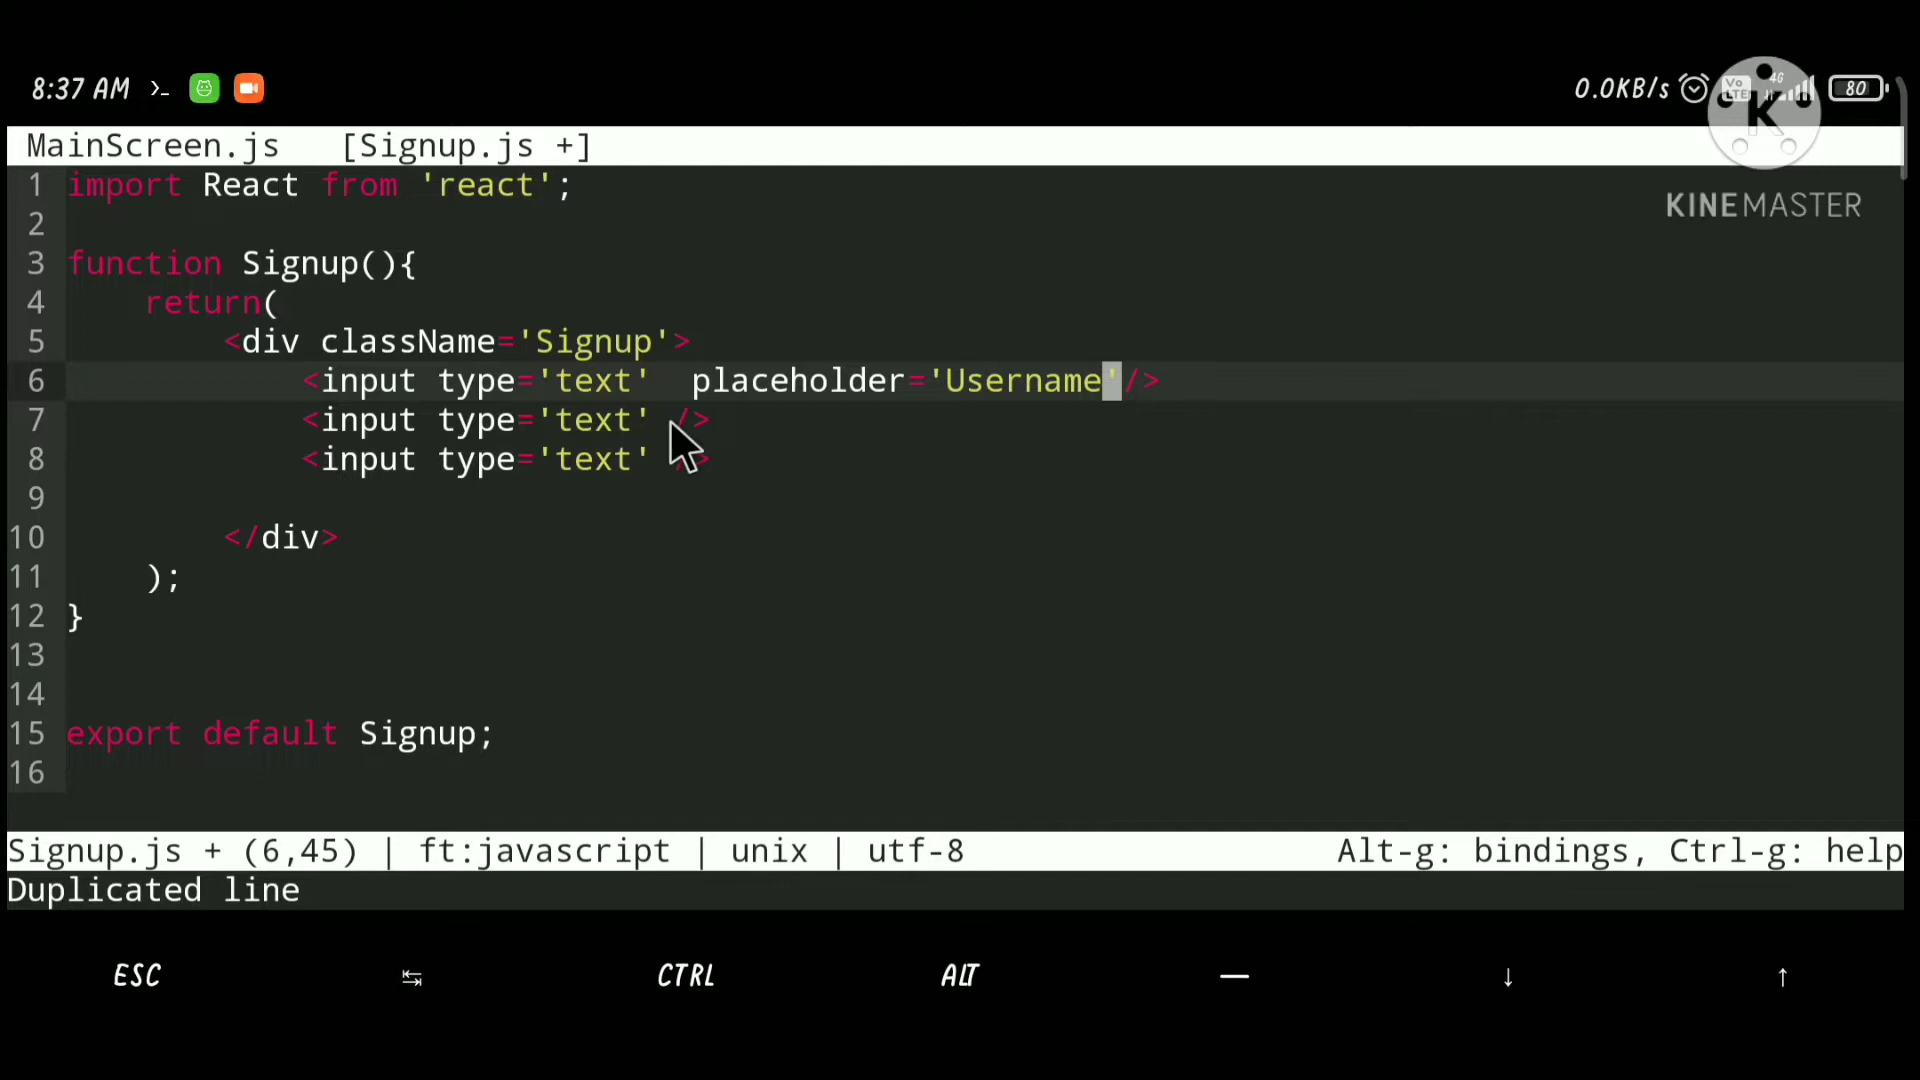 8:37 AM >_ 0.0KB/s Vo LTE 4G 80
K
KINEMASTER
MainScreen.js [Signup.js +]
1 import React from 'react';
2
3 function Signup(){
4 return(
5 <div className='Signup'>
6 <input type='text' placeholder='Username'/>
7 <input type='text' />
8 <input type='text' />
9
10 </div>
11 );
12 }
13
14
15 export default Signup;
16
Signup.js + (6,45) | ft:javascript | unix | utf-8 Alt-g: bindings, Ctrl-g: help
Duplicated line
ESC ↹ CTRL ALT — ↓ ↑